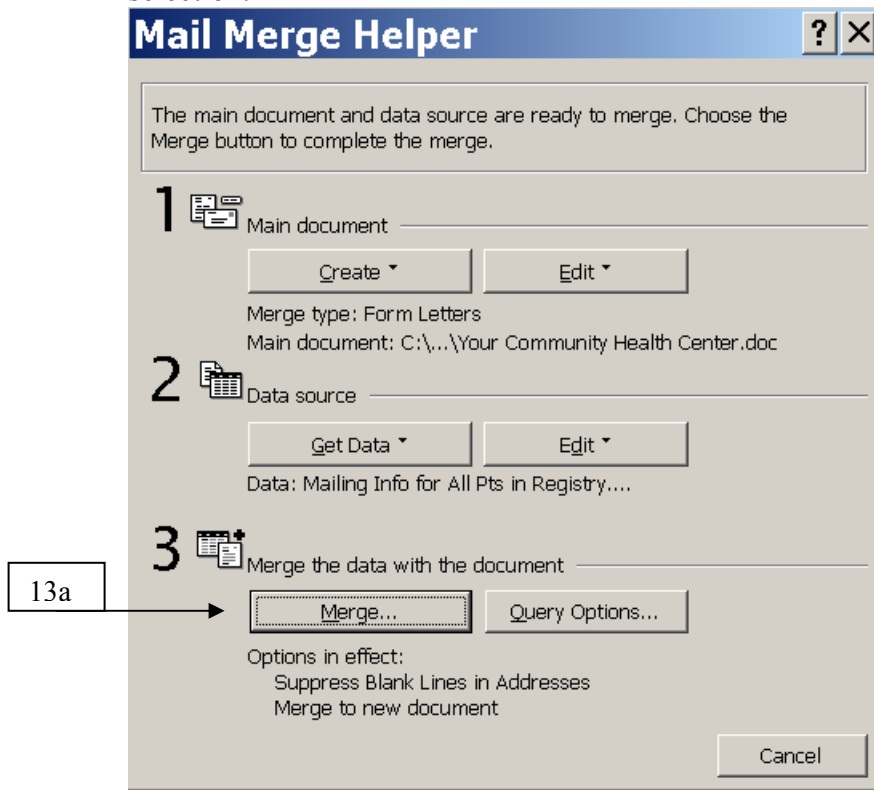 Mail Merge Helper
The main document and data source are ready to merge. Choose the
Merge button to complete the merge.
1
Main document
Create Edit
Merge type: Form Letters
Main document: C:\...\Your Community Health Center.doc
2
Data source
Get Data Edit
Data: Mailing Info for All Pts in Registry....
3
Merge the data with the document
13a
Merge... Query Options...
Options in effect:
Suppress Blank Lines in Addresses
Merge to new document
Cancel